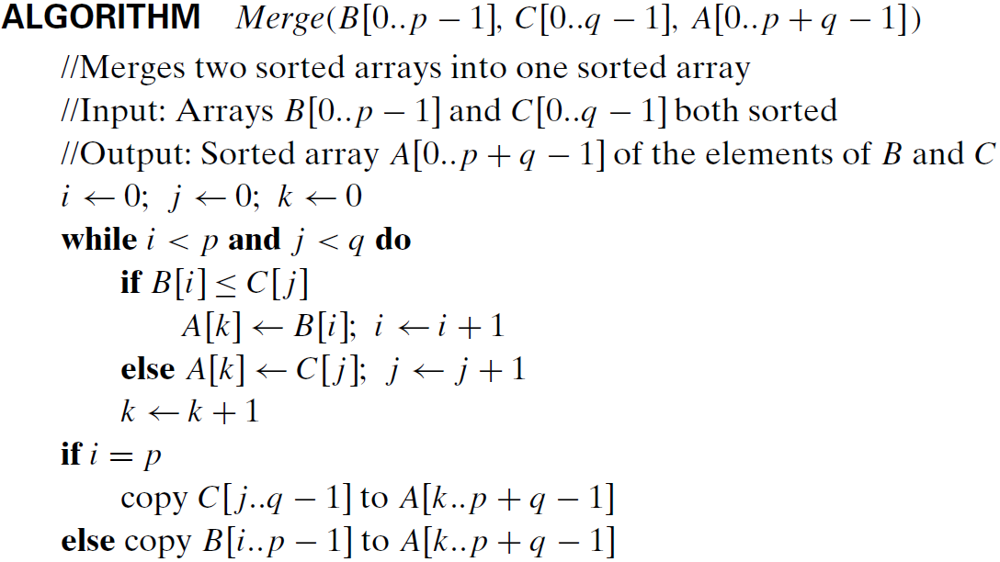 ALGORITHM Merge(B[0..p − 1], C[0..q − 1], A[0..p + q − 1])
//Merges two sorted arrays into one sorted array
//Input: Arrays B[0..p − 1] and C[0..q − 1] both sorted
//Output: Sorted array A[0..p + q − 1] of the elements of B and C
i ← 0; j ← 0; k ← 0
while i < p and j < q do
if B[i] ≤ C[j]
A[k] ← B[i]; i ← i + 1
else A[k] ← C[j]; j ← j + 1
k ← k + 1
if i = p
copy C[j..q − 1] to A[k..p + q − 1]
else copy B[i..p − 1] to A[k..p + q − 1]